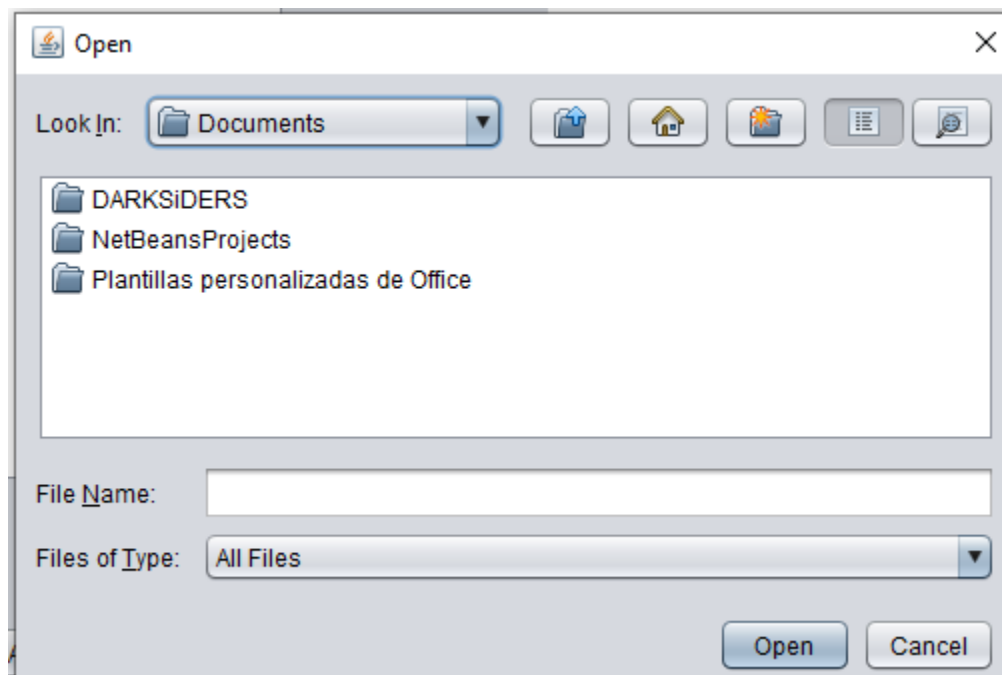 Open
Look In: Documents
DARKSiDERS
NetBeansProjects
Plantillas personalizadas de Office
File Name:
Files of Type: All Files
Open Cancel